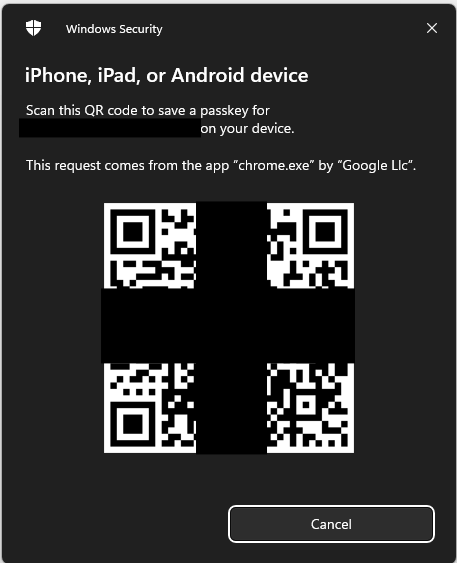 Windows Security
iPhone, iPad, or Android device
Scan this QR code to save a passkey for
on your device.
This request comes from the app “chrome.exe” by “Google Llc”.
Cancel